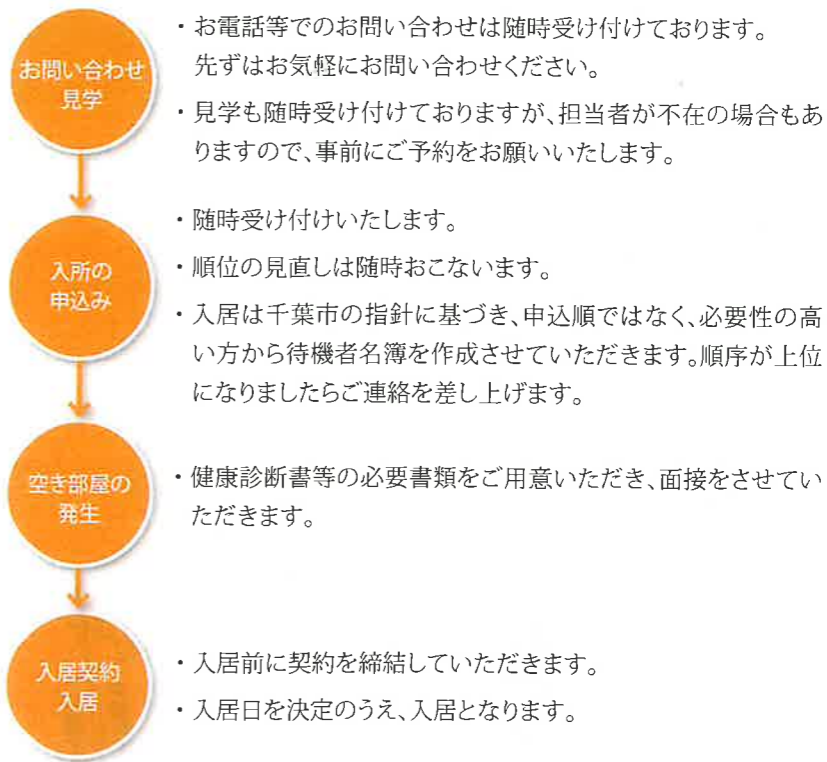 お問い合わせ
見学
・お電話等でのお問い合わせは随時受け付けております。
先ずはお気軽にお問い合わせください。
・見学も随時受け付けておりますが、担当者が不在の場合もあ
りますので、事前にご予約をお願いいたします。
入所の
申込み
・随時受け付けいたします。
・順位の見直しは随時おこないます。
・入居は千葉市の指針に基づき、申込順ではなく、必要性の高
い方から待機者名簿を作成させていただきます。順序が上位
になりましたらご連絡を差し上げます。
空き部屋の
発生
・健康診断書等の必要書類をご用意いただき、面接をさせてい
ただきます。
入居契約
入居
・入居前に契約を締結していただきます。
・入居日を決定のうえ、入居となります。